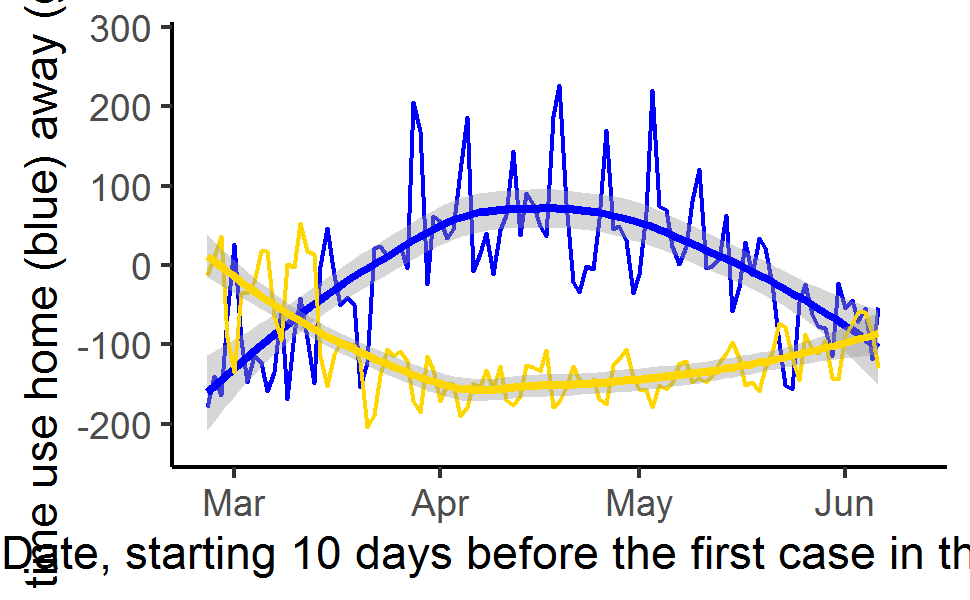 time use home (blue) away (
300
200
100
0
-100
-200
Mar Apr May Jun
Date, starting 10 days before the first case in th